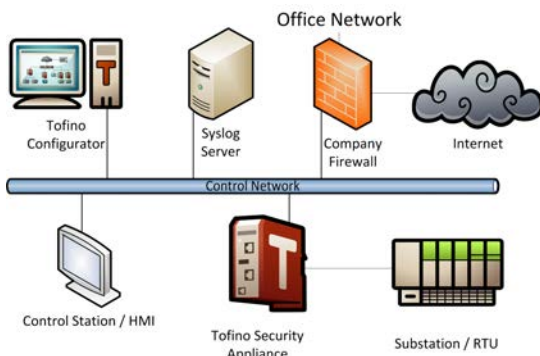 Office Network
Tofino
Configurator
Syslog
Server
Company
Firewall
Internet
Control Network
Control Station / HMI
T
T
Tofino Security
Appliance
Substation / RTU